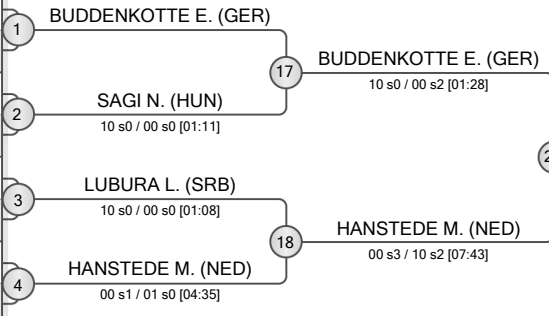 BUDDENKOTTE E. (GER)
1
17
BUDDENKOTTE E. (GER)
10 s0 / 00 s2 [01:28]
SAGI N. (HUN)
2
10 s0 / 00 s0 [01:11]
LUBURA L. (SRB)
3
10 s0 / 00 s0 [01:08]
18
HANSTEDE M. (NED)
00 s3 / 10 s2 [07:43]
HANSTEDE M. (NED)
4
00 s1 / 01 s0 [04:35]